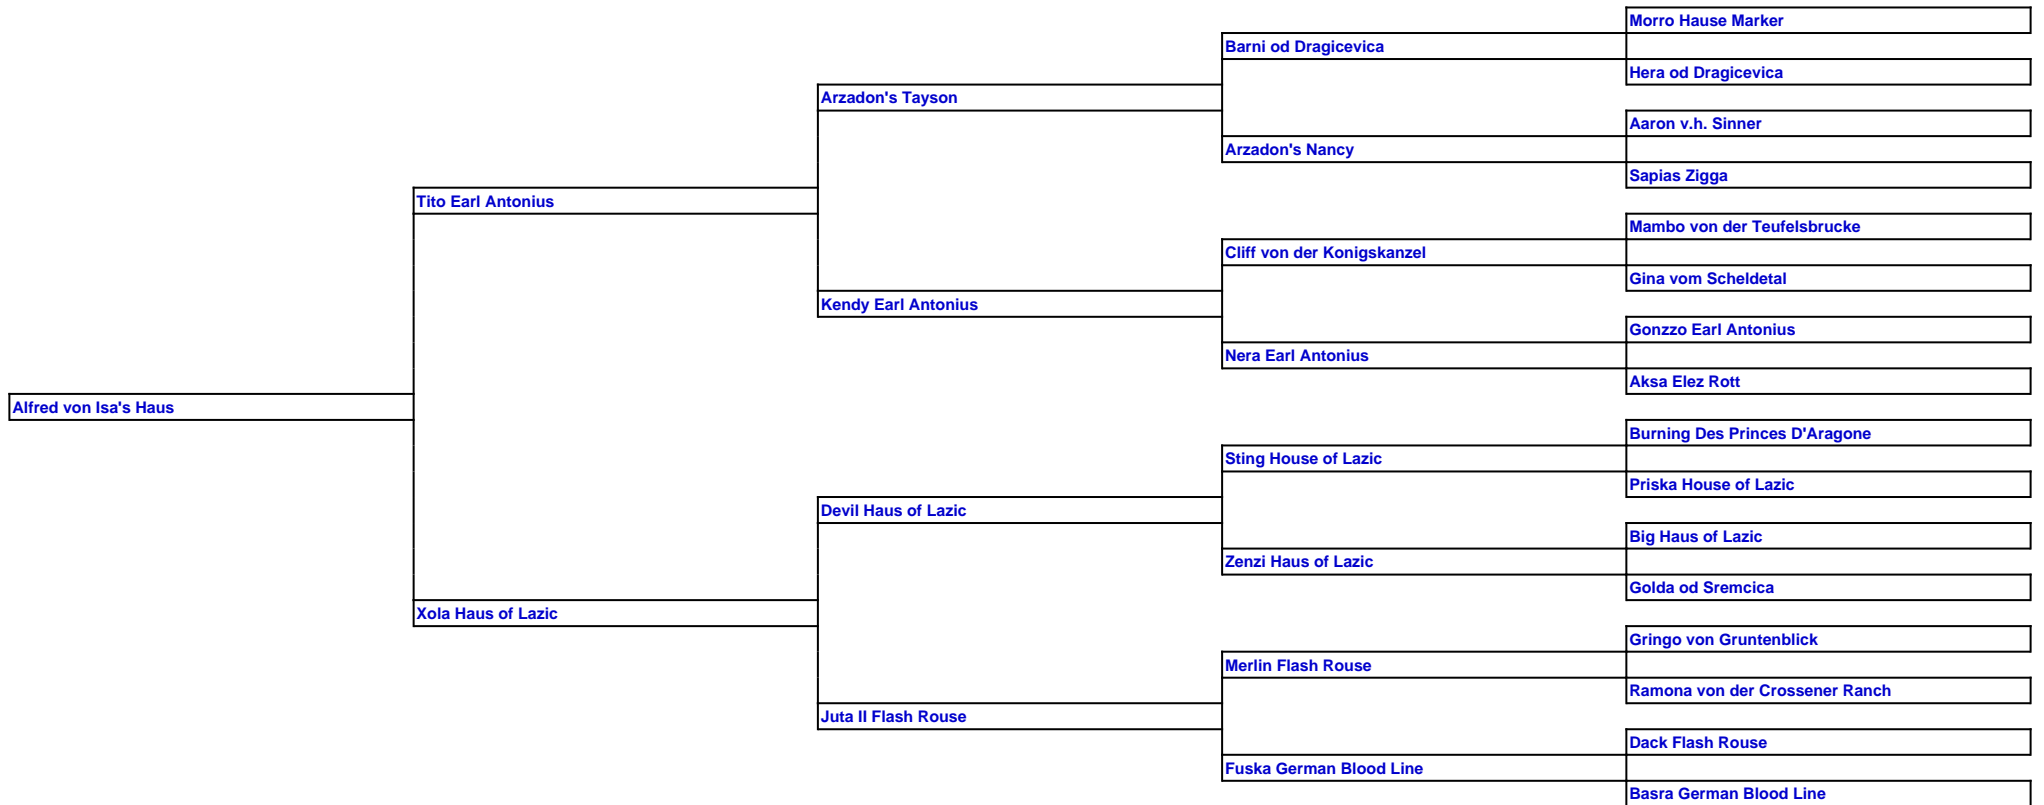 Morro Hause Marker
Barni od Dragicevica
Hera od Dragicevica
Arzadon's Tayson
Aaron v.h. Sinner
Arzadon's Nancy
Sapias Zigga
Tito Earl Antonius
Mambo von der Teufelsbrucke
Cliff von der Konigskanzel
Gina vom Scheldetal
Kendy Earl Antonius
Gonzzo Earl Antonius
Nera Earl Antonius
Aksa Elez Rott
Alfred von Isa's Haus
Burning Des Princes D'Aragone
Sting House of Lazic
Priska House of Lazic
Devil Haus of Lazic
Big Haus of Lazic
Zenzi Haus of Lazic
Golda od Sremcica
Xola Haus of Lazic
Gringo von Gruntenblick
Merlin Flash Rouse
Ramona von der Crossener Ranch
Juta II Flash Rouse
Dack Flash Rouse
Fuska German Blood Line
Basra German Blood Line